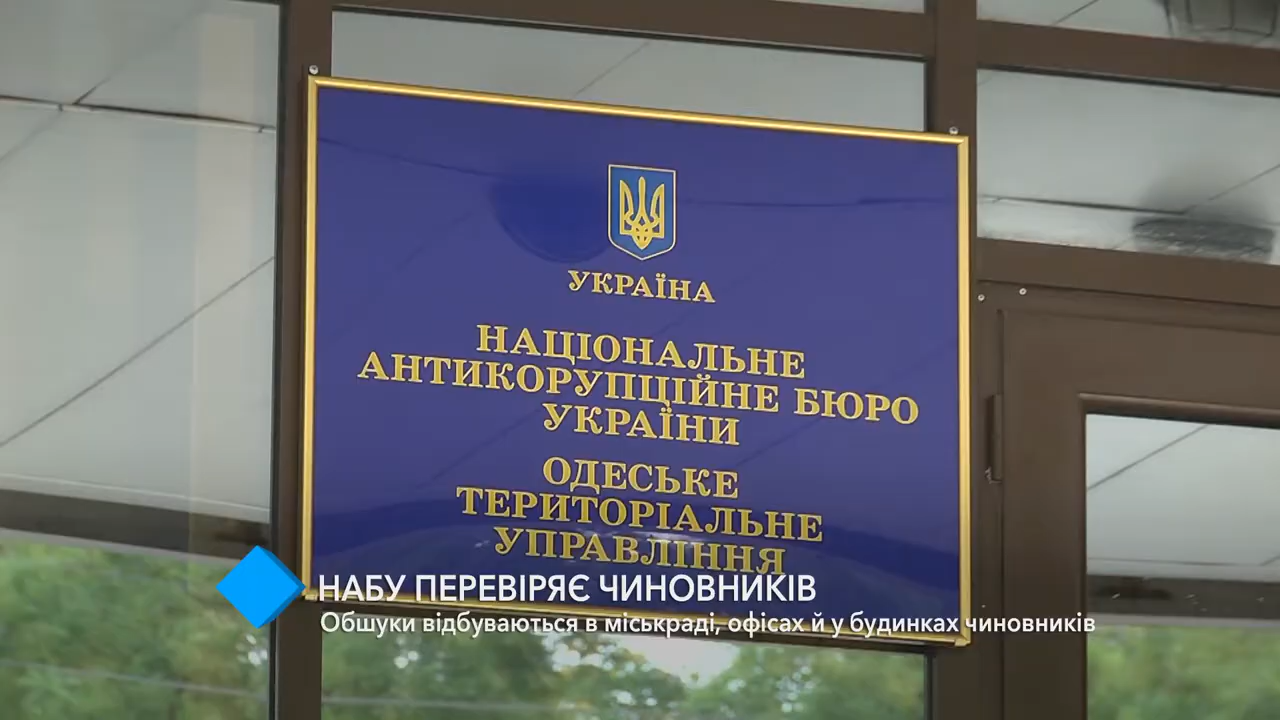 УКРАЇНА
НАЦІОНАЛЬНЕ
АНТИКОРУПЦІЙНЕ БЮРО
УКРАЇНИ
ОДЕСЬКЕ
ТЕРИТОРІАЛЬНЕ
УПРАВЛІННЯ
НАБУ ПЕРЕВІРЯЄ ЧИНОВНИКІВ
Обшуки відбуваються в міськраді, офісах й у будинках чиновників